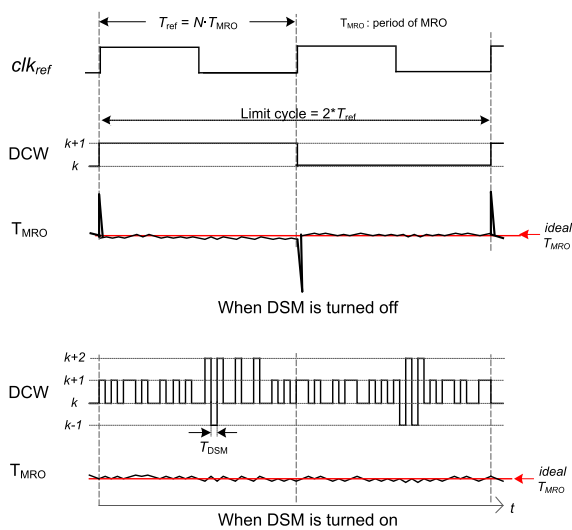 T_ref = N· T_MRO
T_MRO : period of MRO
clk_ref
Limit cycle = 2*T_ref
k+1
DCW
k
T_MRO
ideal
T_MRO
When DSM is turned off
k+2
DCW
k+1
k
k-1
T_DSM
T_MRO
ideal
T_MRO
t
When DSM is turned on